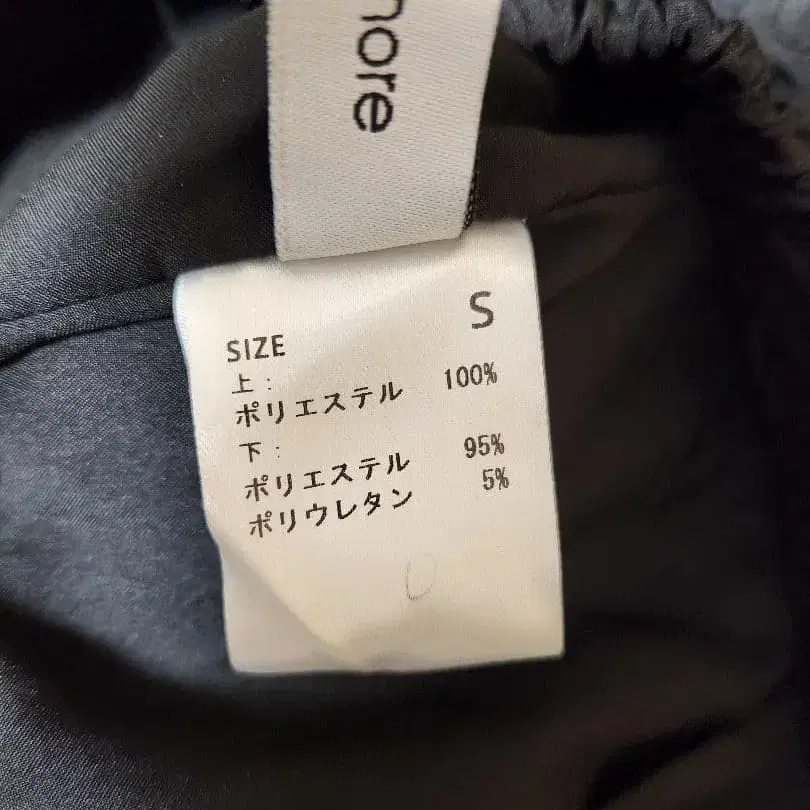 more
SIZE S
上:
ポリエステル 100%
下:
ポリエステル 95%
ポリウレタン 5%